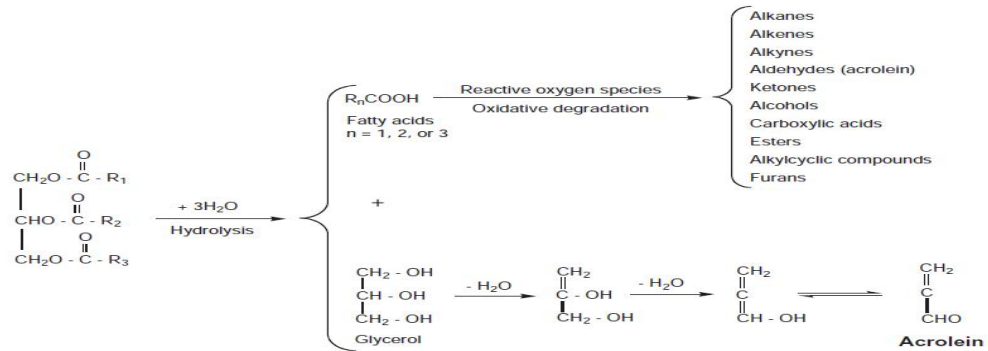 Alkanes
Alkenes
Alkynes
Aldehydes (acrolein)
Ketones
Alcohols
Carboxylic acids
Esters
Alkylcyclic compounds
Furans
RₙCOOH
Reactive oxygen species
Oxidative degradation
Fatty acids
n = 1, 2, or 3
O
CH₂O - C - R₁
O
CHO - C - R₂
O
CH₂O - C - R₃
+ 3H₂O
Hydrolysis
+
CH₂ - OH
CH - OH
CH₂ - OH
Glycerol
- H₂O
CH₂
C - OH
CH₂ - OH
- H₂O
CH₂
C
CH - OH
CH₂
C
CHO
Acrolein